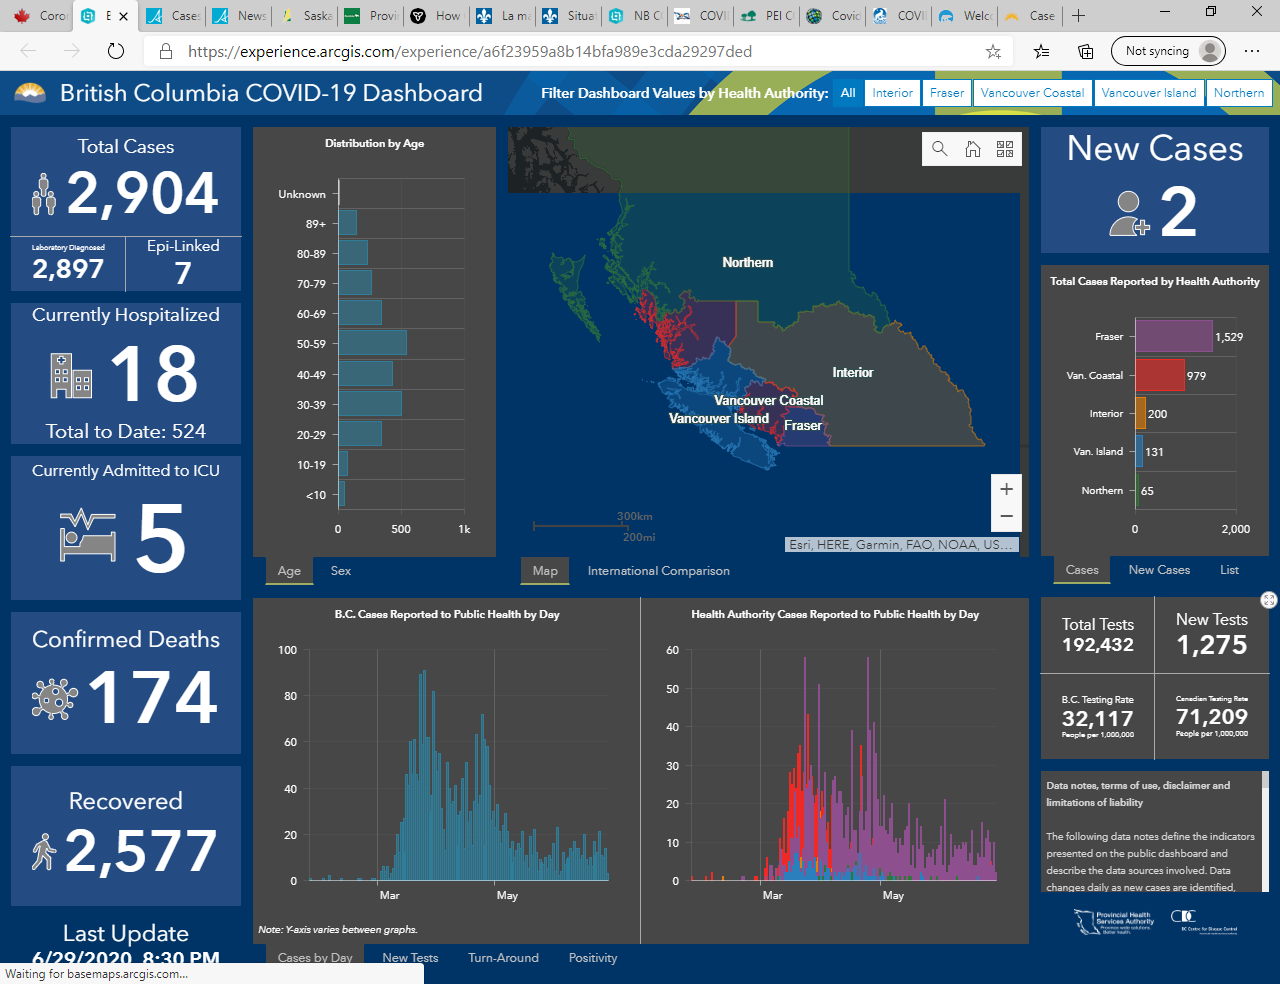 Coror
E
Case:
News
Saska
Provi
How
La ma
Situat
NB C
COVI
PEI C
Covid
COVI
Welco
Case
https://experience.arcgis.com/experience/a6f23959a8b14bfa989e3cda29297ded
Not syncing
British Columbia COVID-19 Dashboard
Filter Dashboard Values by Health Authority:
All
Interior
Fraser
Vancouver Coastal
Vancouver Island
Northern
Total Cases
2,904
Laboratory Diagnosed
2,897
Epi-Linked
7
Currently Hospitalized
18
Total to Date: 524
Currently Admitted to ICU
5
Confirmed Deaths
174
Recovered
2,577
Last Update
6/29/2020, 8:30 PM
Distribution by Age
Unknown
89+
80-89
70-79
60-69
50-59
40-49
30-39
20-29
10-19
<10
0 500 1k
Age Sex
Northern
Interior
Vancouver Coastal
Vancouver Island
Fraser
300km
200mi
+
−
Esri, HERE, Garmin, FAO, NOAA, US...
Map International Comparison
New Cases
2
Total Cases Reported by Health Authority
Fraser 1,529
Van. Coastal 979
Interior 200
Van. Island 131
Northern 65
0 2,000
Cases New Cases List
B.C. Cases Reported to Public Health by Day
100
80
60
40
20
0
Mar May
Note: Y-axis varies between graphs.
Health Authority Cases Reported to Public Health by Day
60
50
40
30
20
10
0
Mar May
Cases by Day New Tests Turn-Around Positivity
Total Tests
192,432
New Tests
1,275
B.C. Testing Rate
32,117
People per 1,000,000
Canadian Testing Rate
71,209
People per 1,000,000
Data notes, terms of use, disclaimer and
limitations of liability
The following data notes define the indicators
presented on the public dashboard and
describe the data sources involved. Data
changes daily as new cases are identified,
Provincial Health
Services Authority
Province-wide solutions.
Better health.
BC Centre for Disease Control
Waiting for basemaps.arcgis.com...